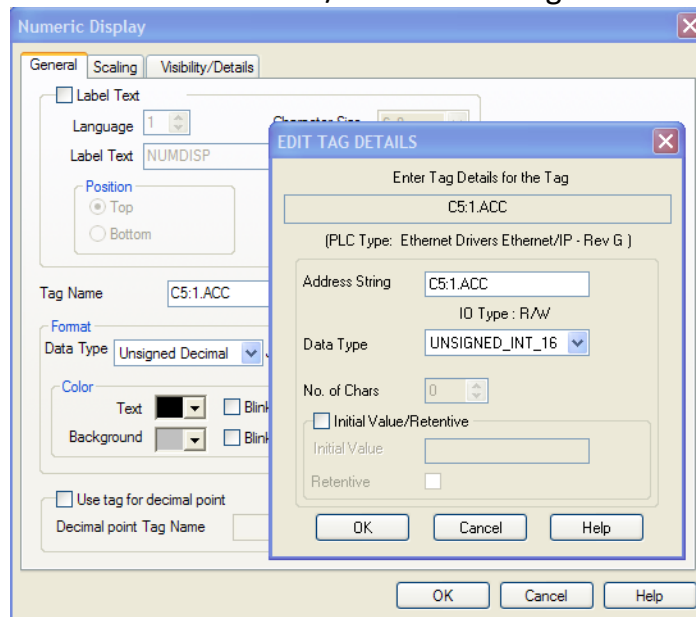 Numeric Display
General Scaling Visibility/Details
Label Text
Language 1
Label Text NUMDISP
Position
Top
Bottom
Tag Name C5:1.ACC
Format
Data Type Unsigned Decimal
Color
Text Blin
Background Blin
Use tag for decimal point
Decimal point Tag Name
OK Cancel Help
EDIT TAG DETAILS
Enter Tag Details for the Tag
C5:1.ACC
(PLC Type: Ethernet Drivers Ethernet/IP - Rev G )
Address String C5:1.ACC
IO Type : R/W
Data Type UNSIGNED_INT_16
No. of Chars 0
Initial Value/Retentive
Initial Value
Retentive
OK Cancel Help